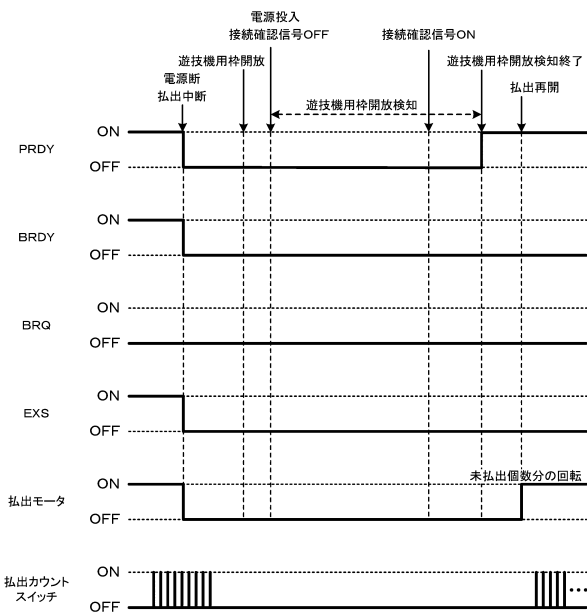 電源投入
接続確認信号OFF
接続確認信号ON
遊技機用枠開放
遊技機用枠開放検知終了
電源断
払出中断
払出再開
遊技機用枠開放検知
ON
PRDY
OFF
ON
BRDY
OFF
ON
BRQ
OFF
ON
EXS
OFF
未払出個数分の回転
ON
払出モータ
OFF
ON
払出カウント
スイッチ
OFF